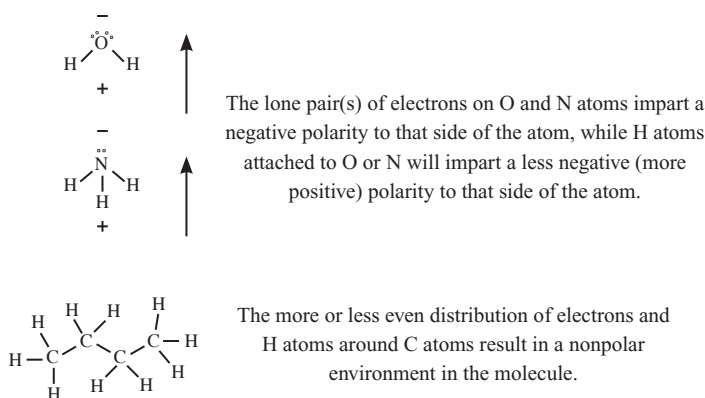 −
O
H H
+
The lone pair(s) of electrons on O and N atoms impart a
negative polarity to that side of the atom, while H atoms
attached to O or N will impart a less negative (more
positive) polarity to that side of the atom.
−
N
H H
H
+
The more or less even distribution of electrons and
H atoms around C atoms result in a nonpolar
environment in the molecule.
H
H H H
H C C H
H C C H
H H H